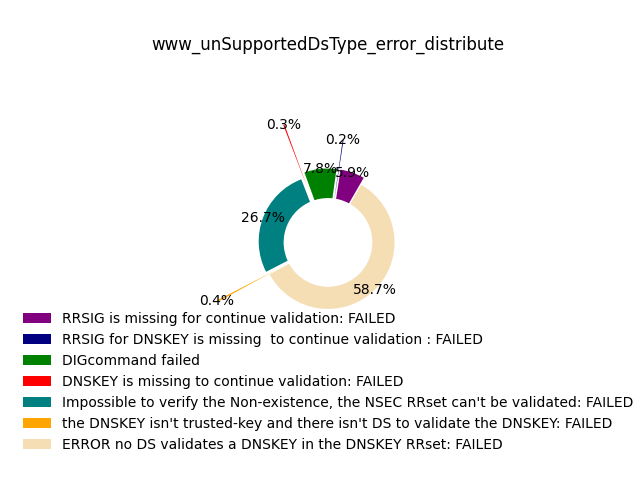 www_unSupportedDsType_error_distribute
0.3%
0.2%
7.8%
5.9%
26.7%
58.7%
0.4%
RRSIG is missing for continue validation: FAILED
RRSIG for DNSKEY is missing  to continue validation : FAILED
DIGcommand failed
DNSKEY is missing to continue validation: FAILED
Impossible to verify the Non-existence, the NSEC RRset can't be validated: FAILED
the DNSKEY isn't trusted-key and there isn't DS to validate the DNSKEY: FAILED
ERROR no DS validates a DNSKEY in the DNSKEY RRset: FAILED